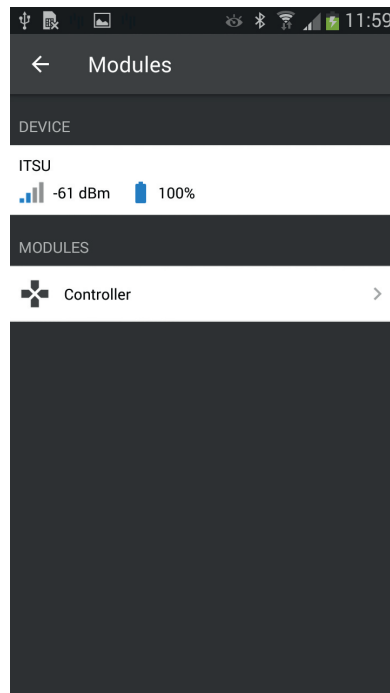 11:59
Modules
DEVICE
ITSU
-61 dBm 100%
MODULES
Controller